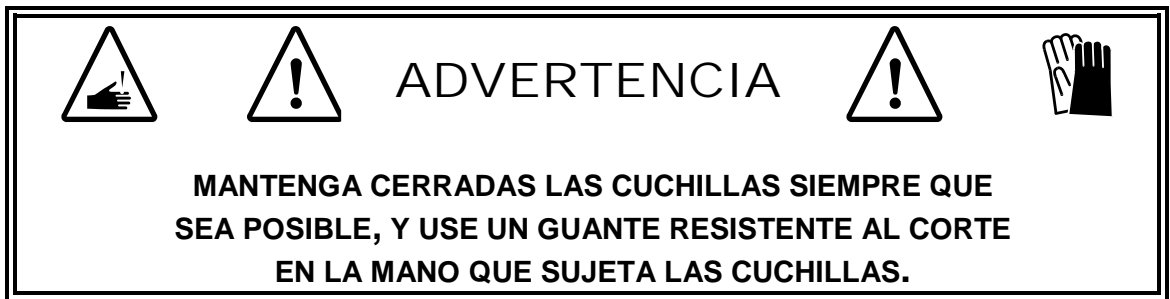 ADVERTENCIA
MANTENGA CERRADAS LAS CUCHILLAS SIEMPRE QUE
SEA POSIBLE, Y USE UN GUANTE RESISTENTE AL CORTE
EN LA MANO QUE SUJETA LAS CUCHILLAS.